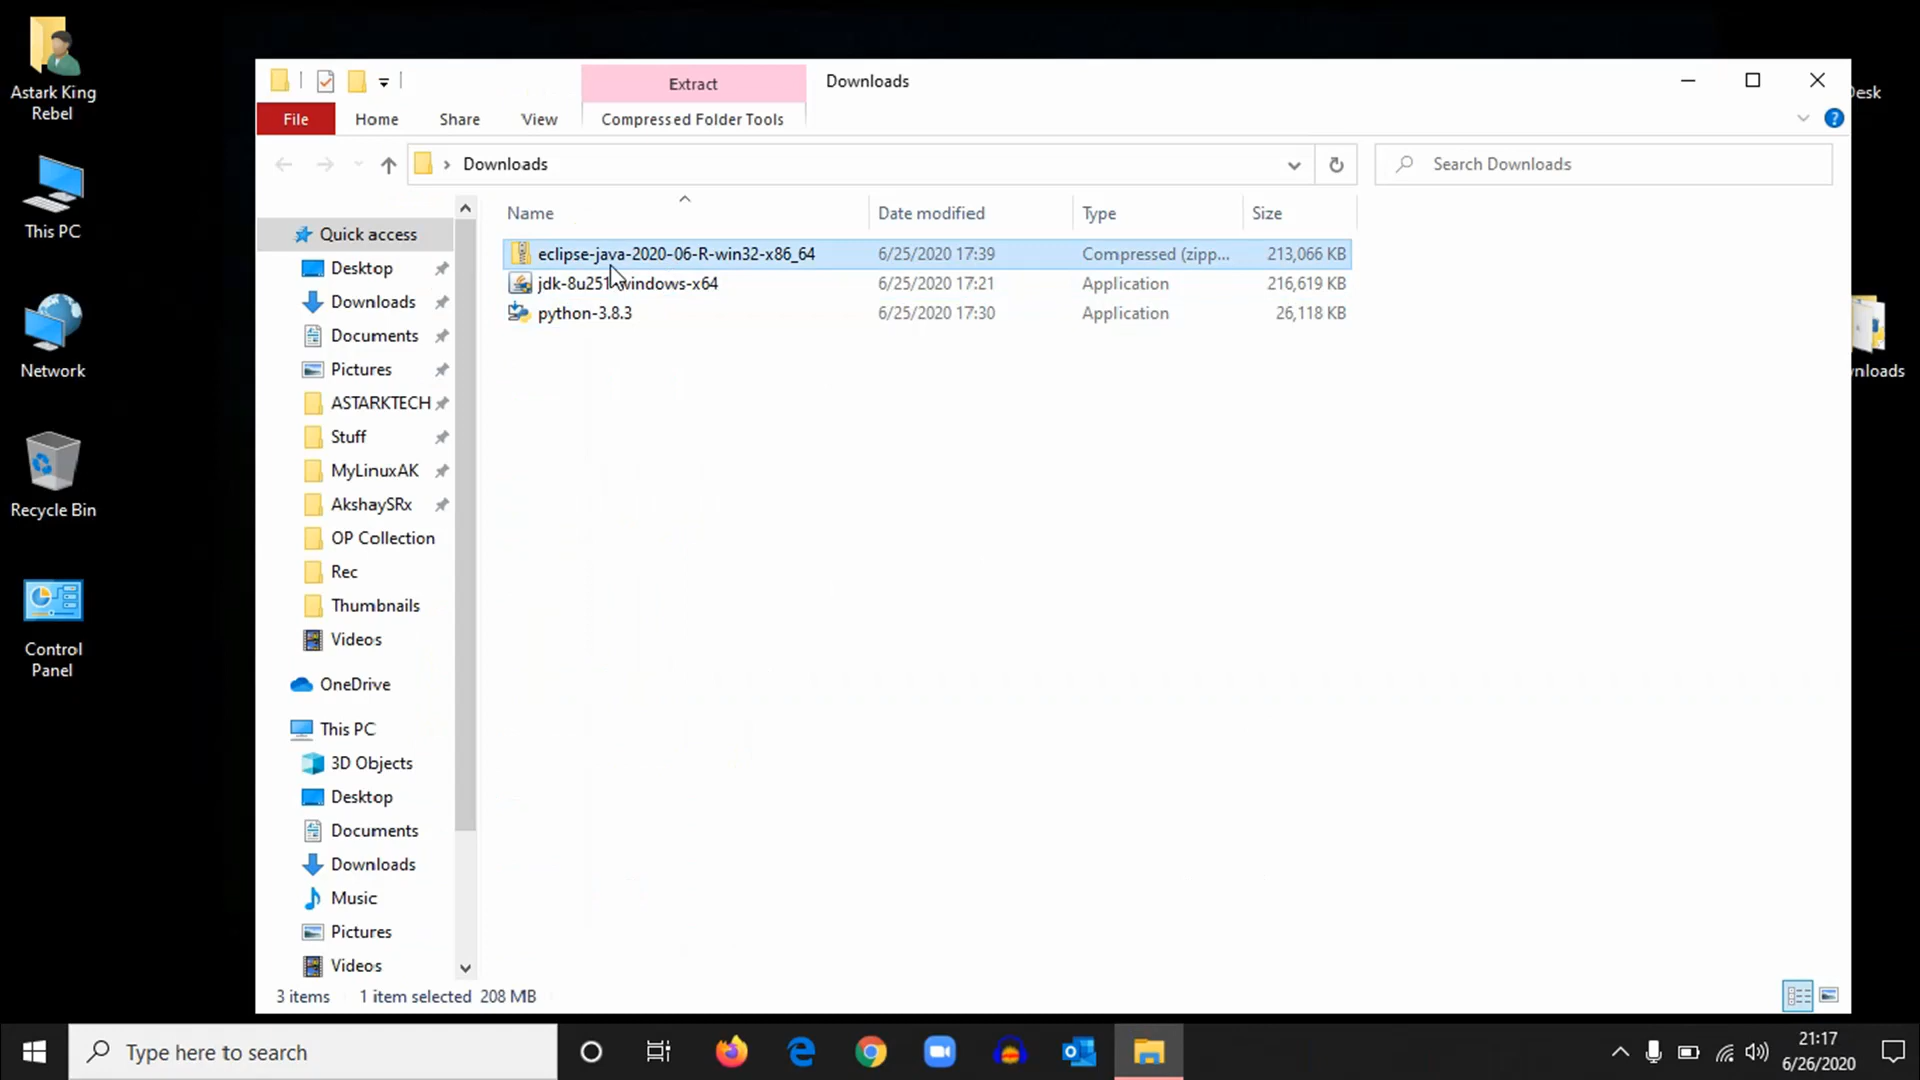 Astark King
Rebel
This PC
Network
Recycle Bin
Control
Panel
Extract
Downloads
File
Home
Share
View
Compressed Folder Tools
?
Downloads
Search Downloads
Name
Date modified
Type
Size
eclipse-java-2020-06-R-win32-x86_64
6/25/2020 17:39
Compressed (zipp...
213,066 KB
jdk-8u251-windows-x64
6/25/2020 17:21
Application
216,619 KB
python-3.8.3
6/25/2020 17:30
Application
26,118 KB
Quick access
Desktop
Downloads
Documents
Pictures
ASTARKTECH
Stuff
MyLinuxAK
AkshaySRx
OP Collection
Rec
Thumbnails
Videos
OneDrive
This PC
3D Objects
Desktop
Documents
Downloads
Music
Pictures
Videos
3 items
1 item selected 208 MB
Desk
nloads
Type here to search
21:17
6/26/2020